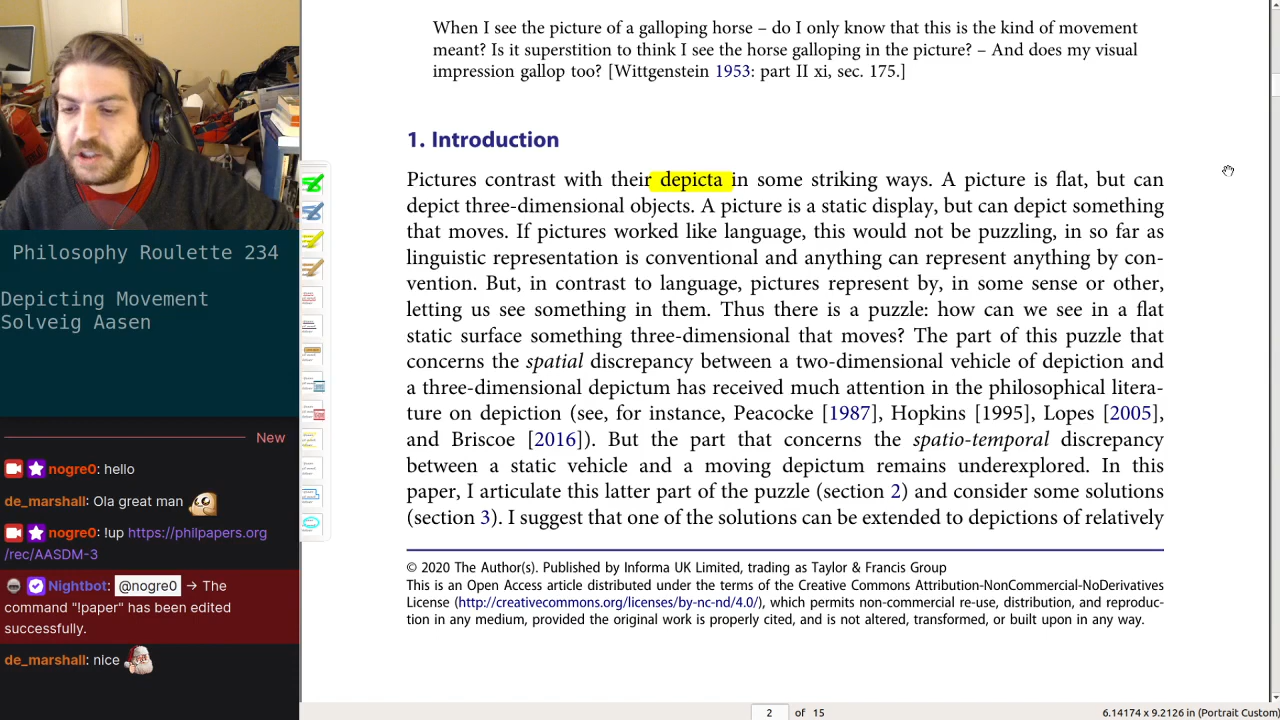 When I see the picture of a galloping horse – do I only know that this is the kind of movement
meant? Is it superstition to think I see the horse galloping in the picture? – And does my visual
impression gallop too? [Wittgenstein 1953: part II xi, sec. 175.]
1. Introduction
Pictures contrast with their depicta in some striking ways. A picture is flat, but can
depict three-dimensional objects. A picture is a static display, but can depict something
that moves. If pictures worked like language, this would not be puzzling, in so far as
linguistic representation is conventional and anything can represent anything by con-
vention. But, in contrast to language, pictures represent by, in some sense or other,
letting us see something in them. Thus there is a puzzle: how can we see in a flat
static surface something three-dimensional that moves? The part of this puzzle that
concerns the spatial discrepancy between a two-dimensional vehicle of depiction and
a three-dimensional depictum has received much attention in the philosophical litera-
ture on depiction (see, for instance, Peacocke [1987], Hopkins [1995], Lopes [2005],
and Briscoe [2016]). But the part that concerns the spatio-temporal discrepancy
between a static vehicle and a moving depictum remains underexplored. In this
paper, I articulate this latter part of the puzzle (section 2) and consider some solutions
(section 3). I suggest that one of the solutions can be extended to depictions of relatively
© 2020 The Author(s). Published by Informa UK Limited, trading as Taylor & Francis Group
This is an Open Access article distributed under the terms of the Creative Commons Attribution-NonCommercial-NoDerivatives
License (http://creativecommons.org/licenses/by-nc-nd/4.0/), which permits non-commercial re-use, distribution, and reproduc-
tion in any medium, provided the original work is properly cited, and is not altered, transformed, or built upon in any way.
Philosophy Roulette 234
Depicting Movement
Solveig Aasen
New
nogre0: hello
de_marshall: Ola great man
nogre0: !up https://philpapers.org
/rec/AASDM-3
Nightbot: @nogre0 → The
command "!paper" has been edited
successfully.
de_marshall: nice
2 of 15
6.14174 x 9.2126 in (Portrait Custom)